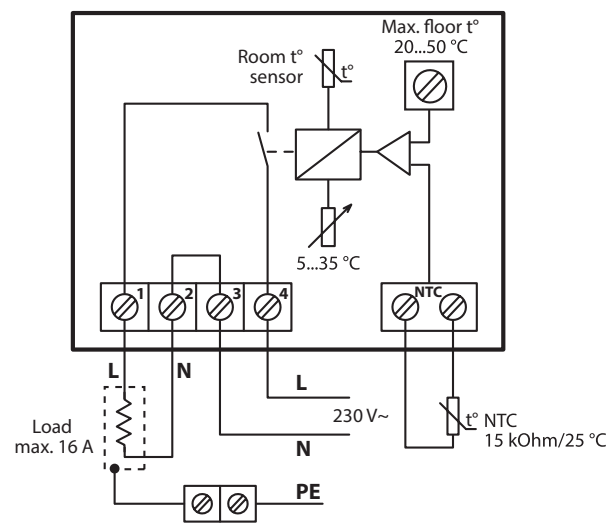 Max. floor t°
20...50 °C
Room t°
sensor
t°
5...35 °C
1 2 3 4
NTC
L N
L
230 V~
N
Load
max. 16 A
t° NTC
15 kOhm/25 °C
PE